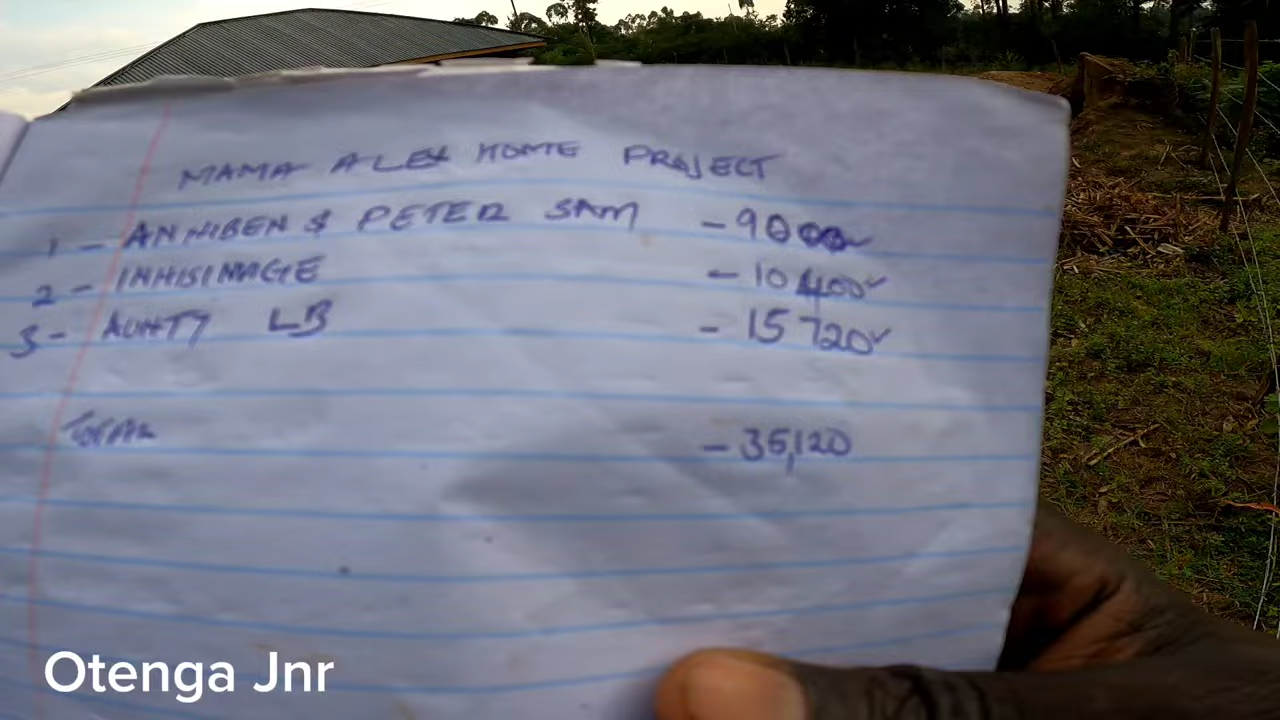 MAMA ALEX HOME PROJECT
1 - ANNIBEN & PETER SAM - 9000
2 - INHISIMAGE - 10400
3 - AUNTY LB - 15720
Total - 35,120
Otenga Jnr